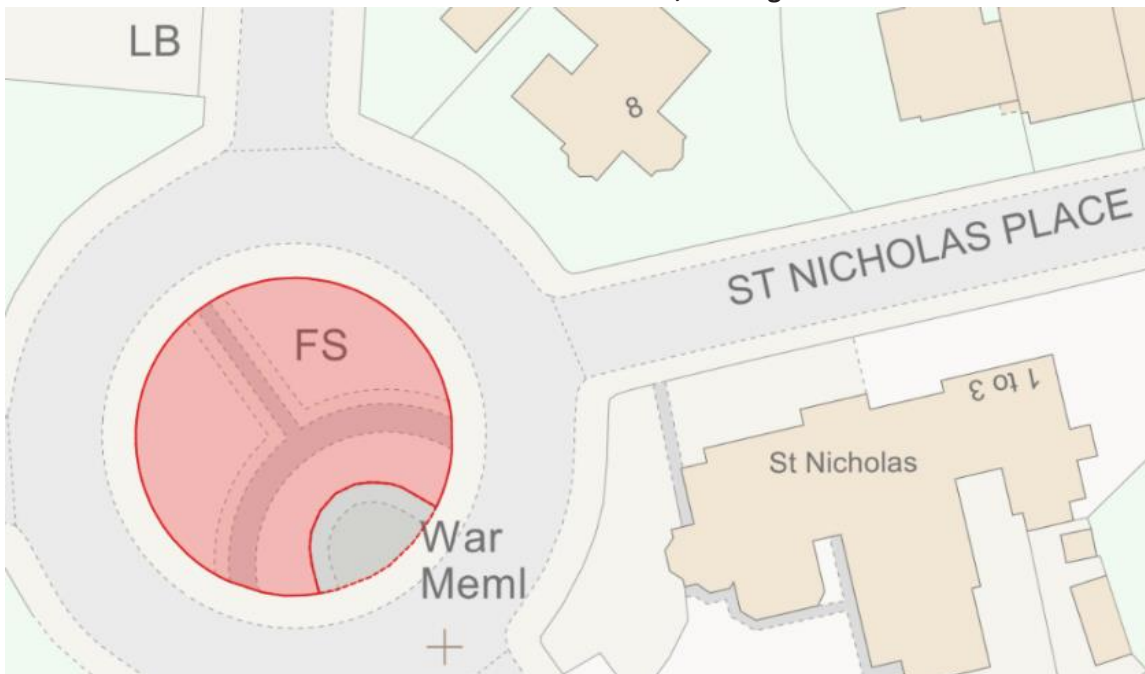 LB
8
ST NICHOLAS PLACE
FS
1 to 3
St Nicholas
War
Meml